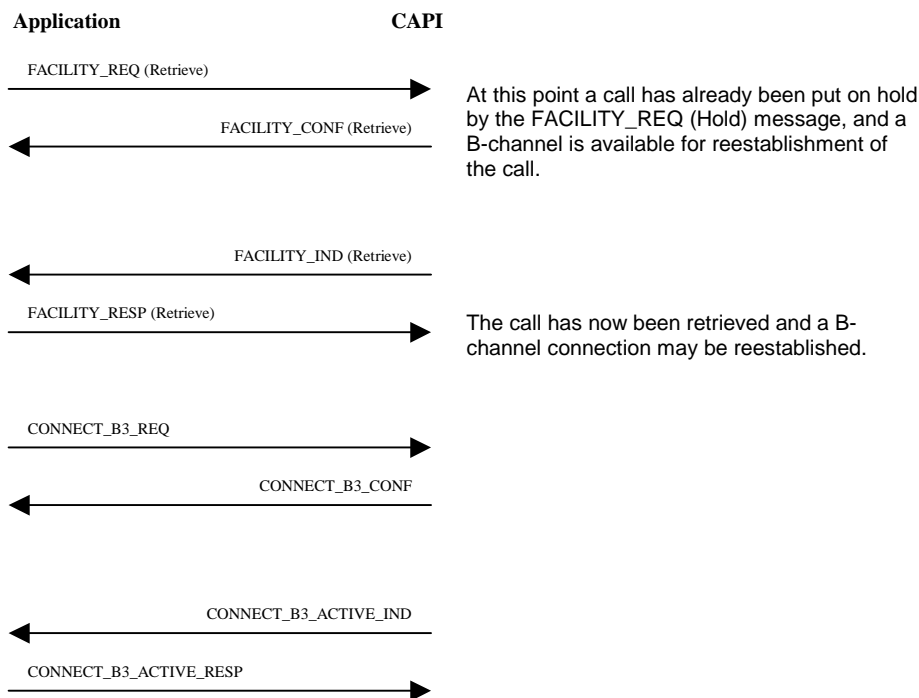 Application CAPI
FACILITY_REQ (Retrieve)
At this point a call has already been put on hold
by the FACILITY_REQ (Hold) message, and a
B-channel is available for reestablishment of
the call.
FACILITY_CONF (Retrieve)
FACILITY_IND (Retrieve)
FACILITY_RESP (Retrieve)
The call has now been retrieved and a B-
channel connection may be reestablished.
CONNECT_B3_REQ
CONNECT_B3_CONF
CONNECT_B3_ACTIVE_IND
CONNECT_B3_ACTIVE_RESP